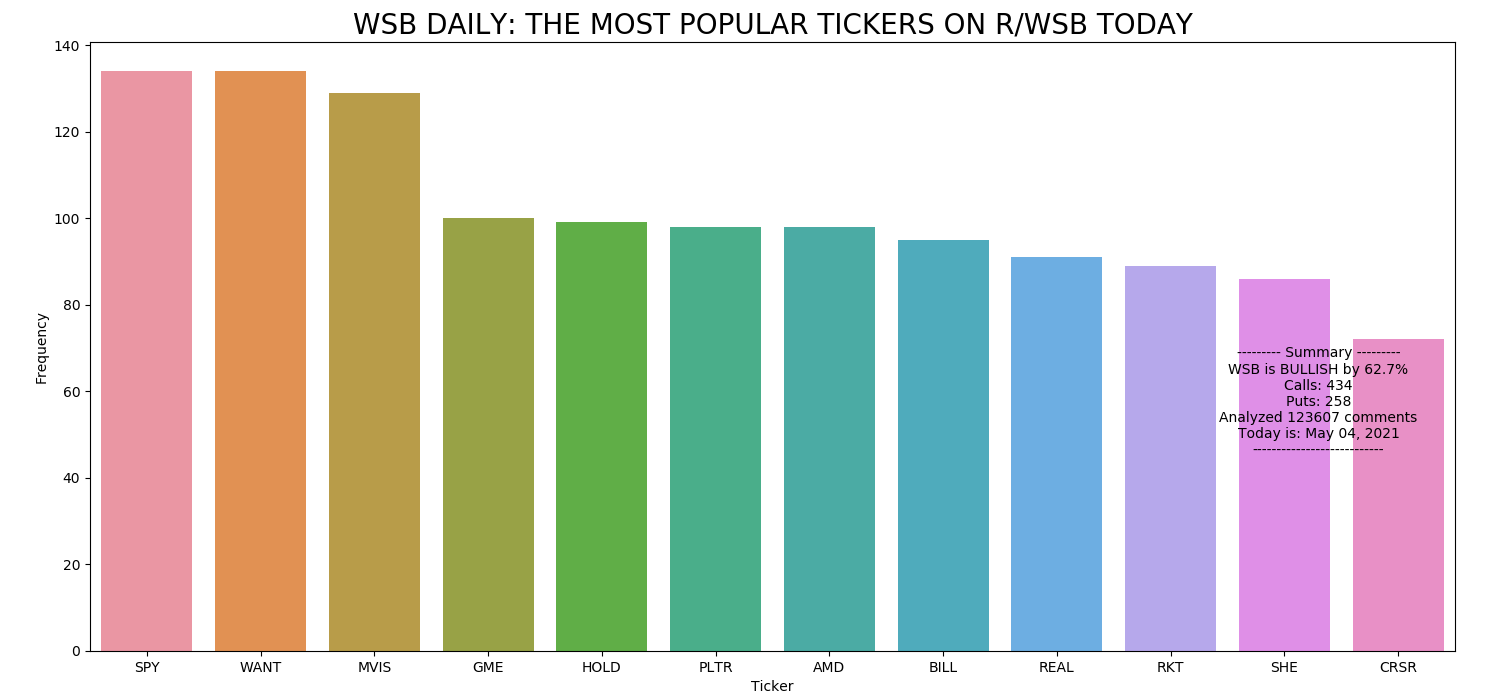 WSB DAILY: THE MOST POPULAR TICKERS ON R/WSB TODAY
140
120
100
80
60
40
20
0
Frequency
--------- Summary ---------
WSB is BULLISH by 62.7%
Calls: 434
Puts: 258
Analyzed 123607 comments
Today is: May 04, 2021
---------------------------
SPY WANT MVIS GME HOLD PLTR AMD BILL REAL RKT SHE CRSR
Ticker